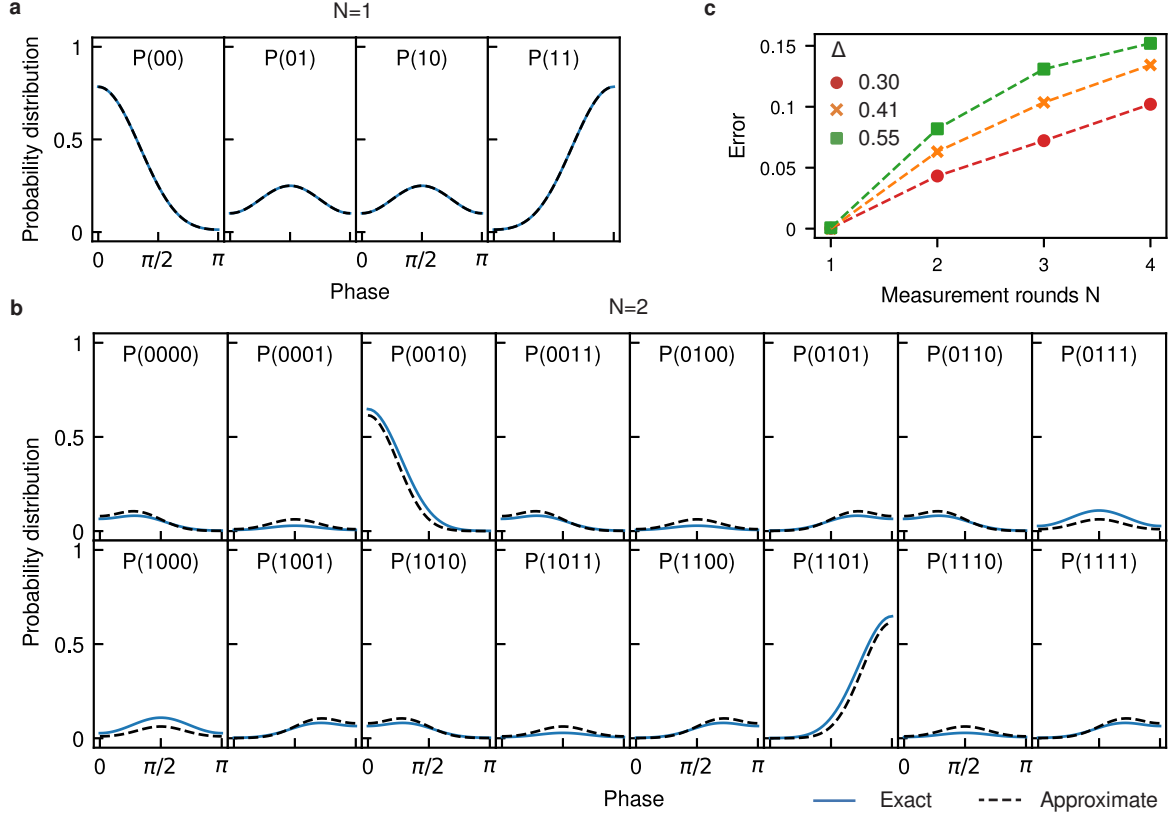 a
N=1
P(00) P(01) P(10) P(11)
1
0.5
0
Probability distribution
0 π/2 π 0 π/2 π
Phase
c
Δ
0.30
0.41
0.55
0.15
0.1
0.05
0
Error
1 2 3 4
Measurement rounds N
b
N=2
P(0000) P(0001) P(0010) P(0011) P(0100) P(0101) P(0110) P(0111)
1
0.5
0
Probability distribution
P(1000) P(1001) P(1010) P(1011) P(1100) P(1101) P(1110) P(1111)
1
0.5
0
0 π/2 π 0 π/2 π 0 π/2 π 0 π/2 π
Phase
Exact Approximate